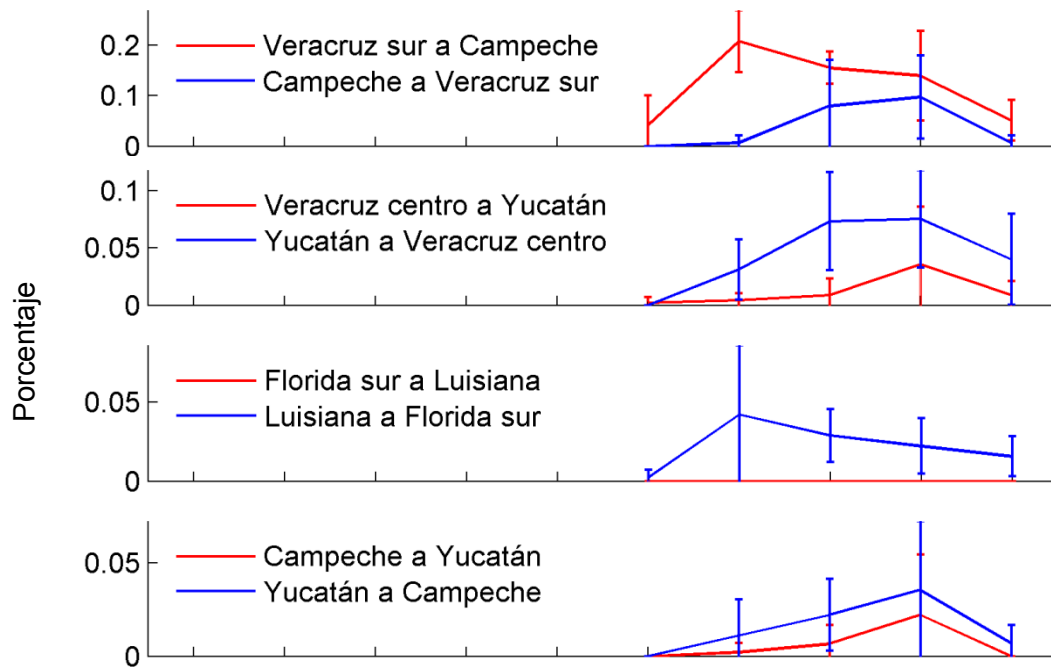 Porcentaje
0.2
0.1
0
Veracruz sur a Campeche
Campeche a Veracruz sur
0.1
0.05
0
Veracruz centro a Yucatán
Yucatán a Veracruz centro
0.05
0
Florida sur a Luisiana
Luisiana a Florida sur
0.05
0
Campeche a Yucatán
Yucatán a Campeche